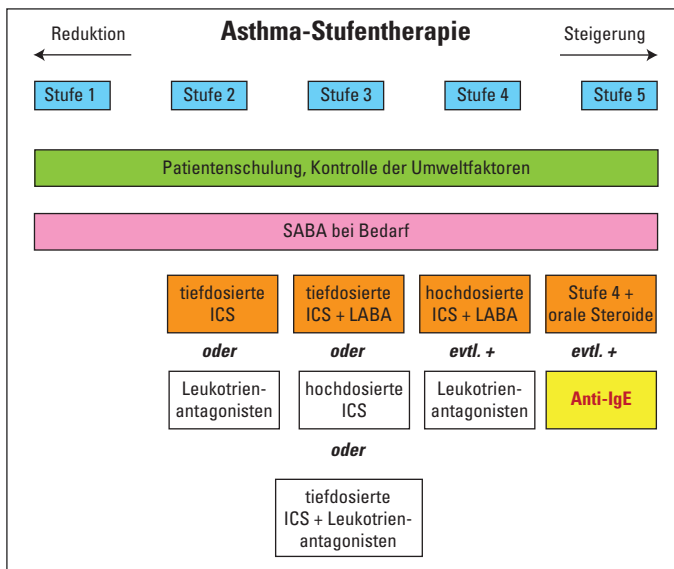 Asthma-Stufentherapie
Reduktion
Steigerung
Stufe 1
Stufe 2
Stufe 3
Stufe 4
Stufe 5
Patientenschulung, Kontrolle der Umweltfaktoren
SABA bei Bedarf
tiefdosierte
ICS
tiefdosierte
ICS + LABA
hochdosierte
ICS + LABA
Stufe 4 +
orale Steroide
oder
oder
evtl. +
evtl. +
Leukotrien-
antagonisten
hochdosierte
ICS
Leukotrien-
antagonisten
Anti-IgE
oder
tiefdosierte
ICS + Leukotrien-
antagonisten